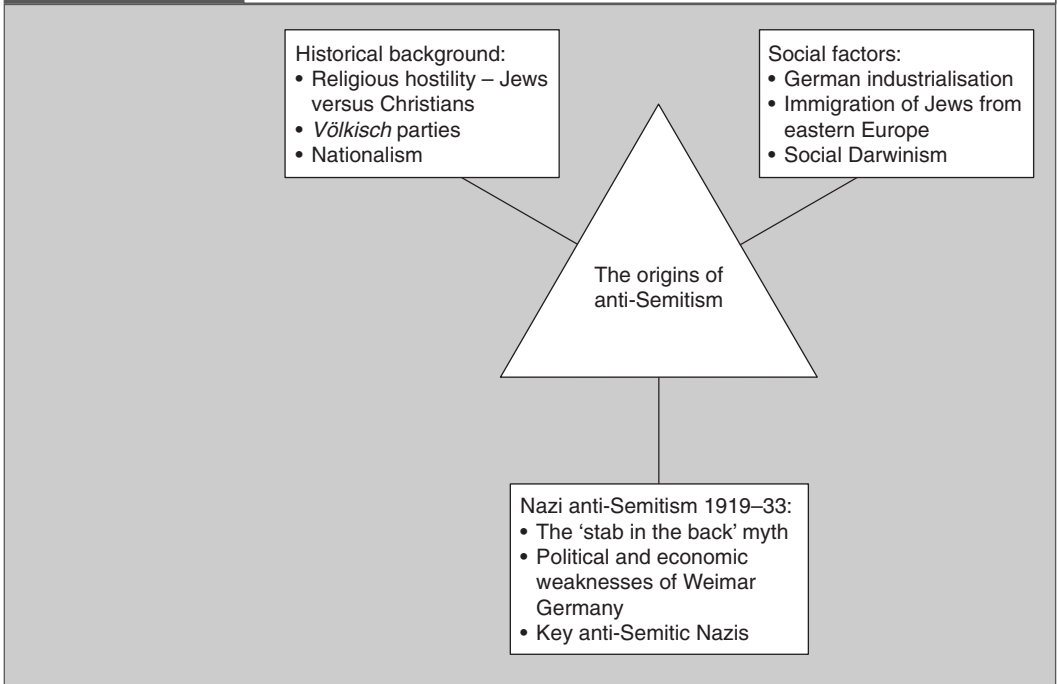 Historical background:
• Religious hostility – Jews
versus Christians
• Völkisch parties
• Nationalism
Social factors:
• German industrialisation
• Immigration of Jews from
eastern Europe
• Social Darwinism
The origins of
anti-Semitism
Nazi anti-Semitism 1919–33:
• The ‘stab in the back’ myth
• Political and economic
weaknesses of Weimar
Germany
• Key anti-Semitic Nazis